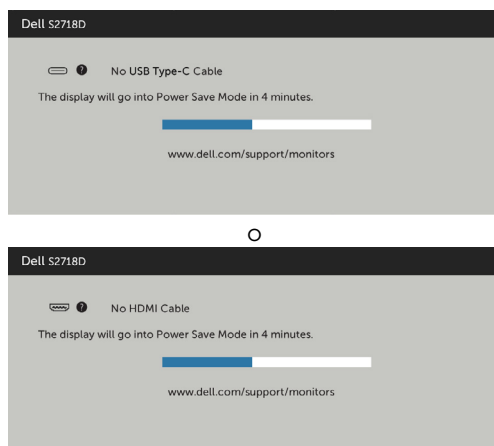 Dell S2718D
? No USB Type-C Cable
The display will go into Power Save Mode in 4 minutes.
www.dell.com/support/monitors
O
Dell S2718D
? No HDMI Cable
The display will go into Power Save Mode in 4 minutes.
www.dell.com/support/monitors